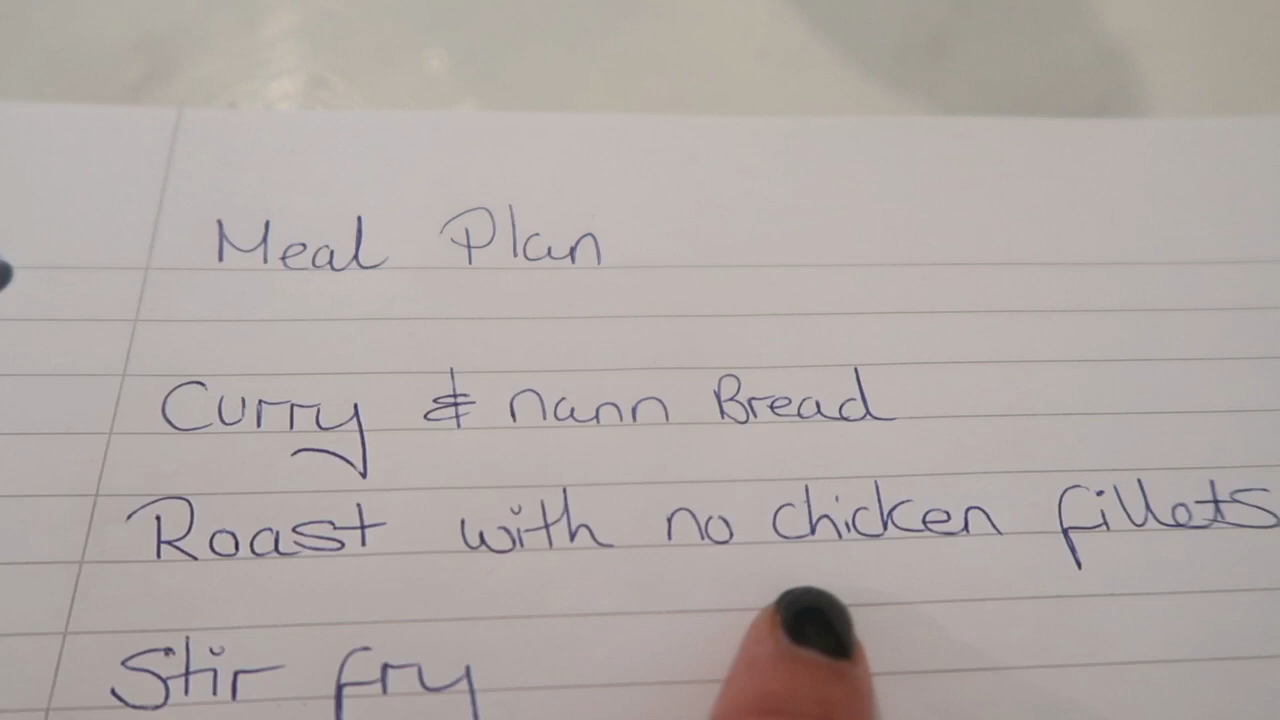 Meal Plan
Curry & nann Bread
Roast with no chicken fillets
Stir fry